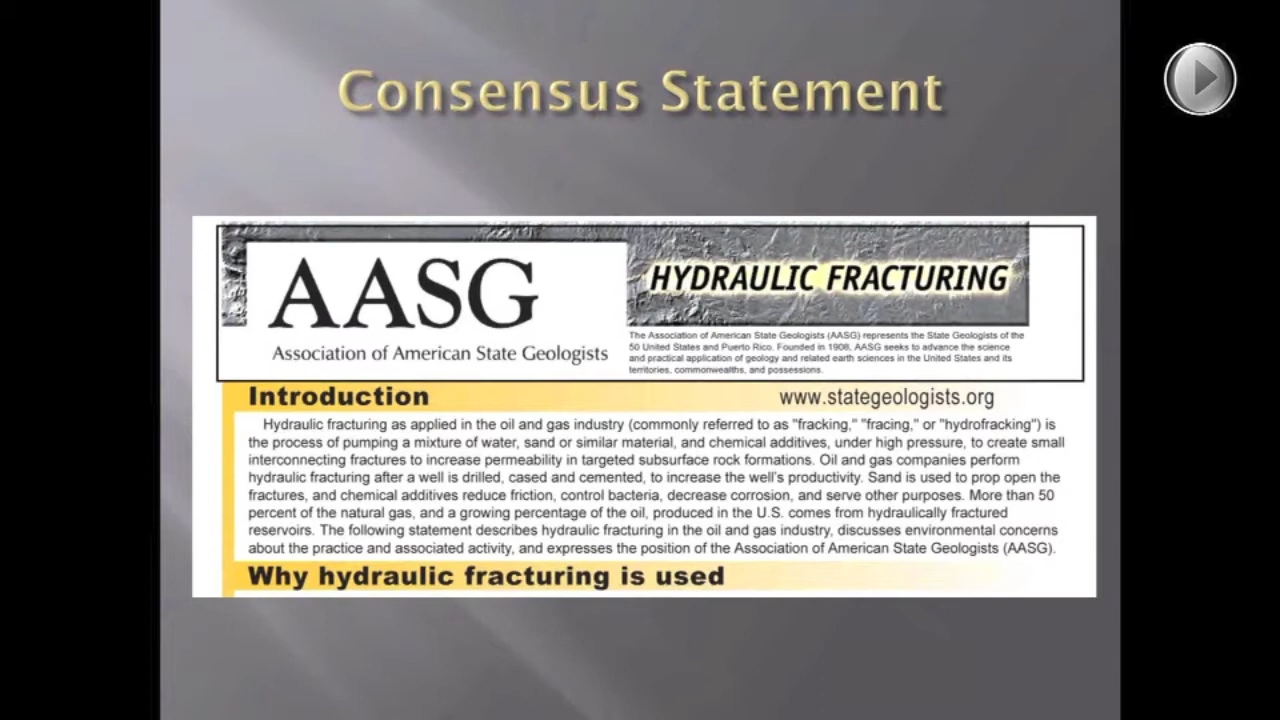 Consensus Statement
AASG
Association of American State Geologists
HYDRAULIC FRACTURING
The Association of American State Geologists (AASG) represents the State Geologists of the
50 United States and Puerto Rico. Founded in 1908, AASG seeks to advance the science
and practical application of geology and related earth sciences in the United States and its
territories, commonwealths, and possessions.
Introduction
www.stategeologists.org
Hydraulic fracturing as applied in the oil and gas industry (commonly referred to as "fracking," "fracing," or "hydrofracking") is
the process of pumping a mixture of water, sand or similar material, and chemical additives, under high pressure, to create small
interconnecting fractures to increase permeability in targeted subsurface rock formations. Oil and gas companies perform
hydraulic fracturing after a well is drilled, cased and cemented, to increase the well's productivity. Sand is used to prop open the
fractures, and chemical additives reduce friction, control bacteria, decrease corrosion, and serve other purposes. More than 50
percent of the natural gas, and a growing percentage of the oil, produced in the U.S. comes from hydraulically fractured
reservoirs. The following statement describes hydraulic fracturing in the oil and gas industry, discusses environmental concerns
about the practice and associated activity, and expresses the position of the Association of American State Geologists (AASG).
Why hydraulic fracturing is used